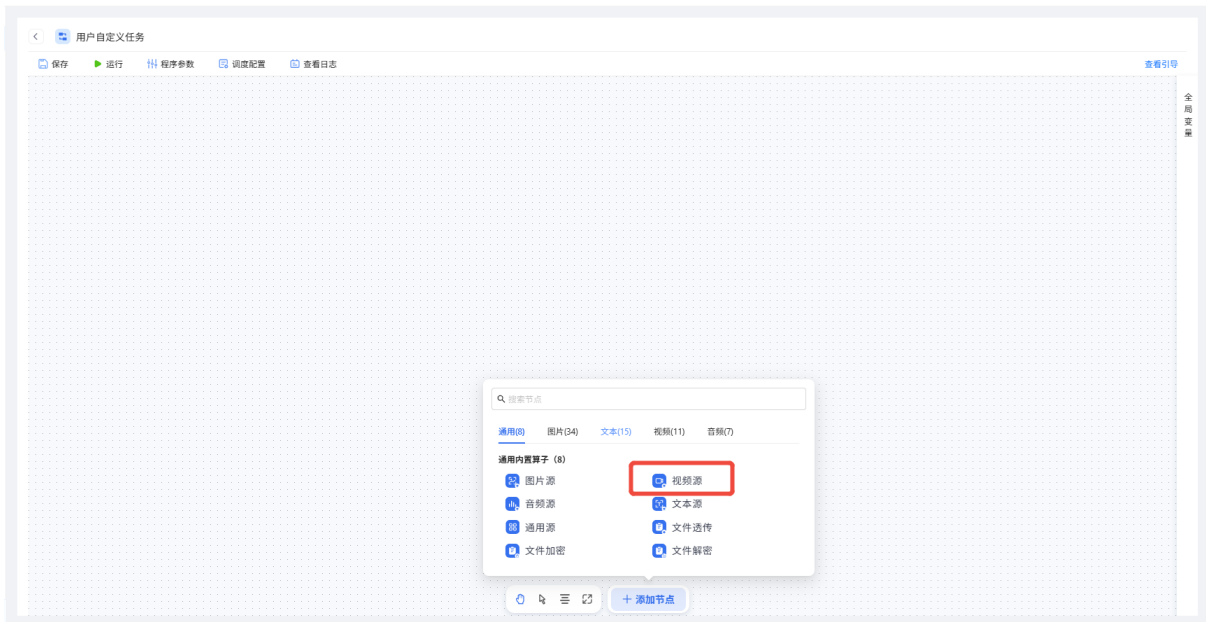 用户自定义任务
保存 运行 程序参数 调度配置 查看日志 查看引导
全局变量
搜索节点
通用(8) 图片(34) 文本(15) 视频(11) 音频(7)
通用内置算子（8）
图片源 视频源
音频源 文本源
通用源 文件透传
文件加密 文件解密
添加节点